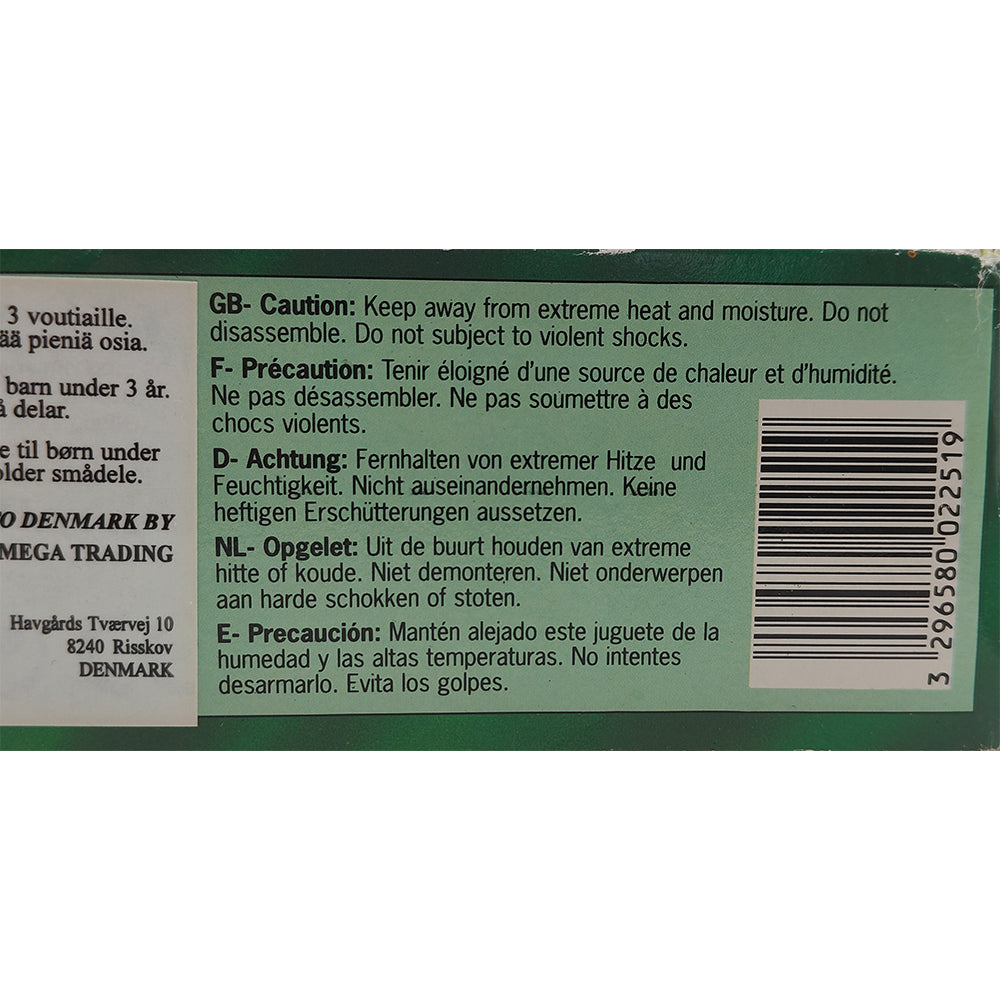 3 voutiaille.
ää pieniä osia.
barn under 3 år.
å delar.
e til børn under
older smådele.
O DENMARK BY
MEGA TRADING
Havgårds Tværvej 10
8240 Risskov
DENMARK
GB- Caution: Keep away from extreme heat and moisture. Do not
disassemble. Do not subject to violent shocks.
F- Précaution: Tenir éloigné d'une source de chaleur et d'humidité.
Ne pas désassembler. Ne pas soumettre à des
chocs violents.
D- Achtung: Fernhalten von extremer Hitze und
Feuchtigkeit. Nicht auseinandernehmen. Keine
heftigen Erschütterungen aussetzen.
NL- Opgelet: Uit de buurt houden van extreme
hitte of koude. Niet demonteren. Niet onderwerpen
aan harde schokken of stoten.
E- Precaución: Mantén alejado este juguete de la
humedad y las altas temperaturas. No intentes
desarmarlo. Evita los golpes.
3 296580 022519